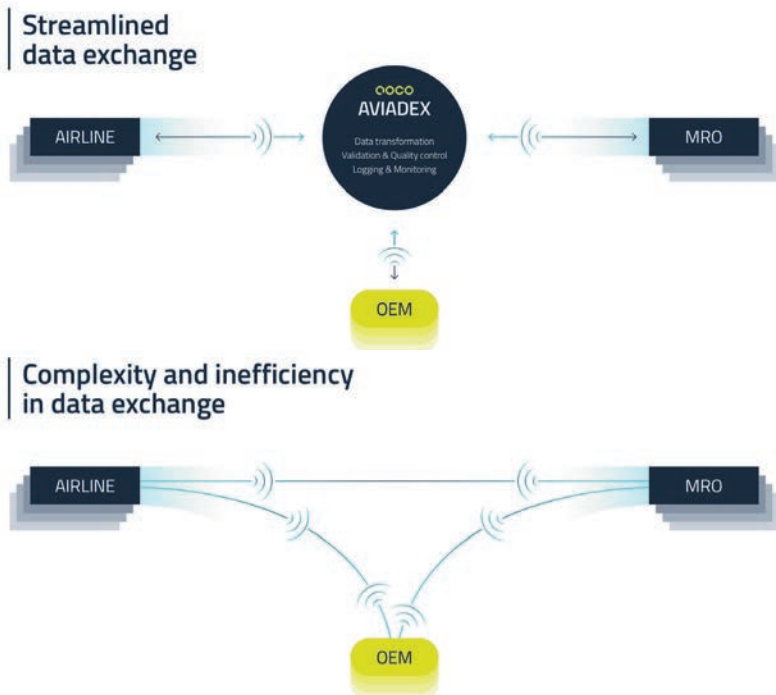 Streamlined
data exchange
AIRLINE
AVIADEX
Data transformation
Validation & Quality control
Logging & Monitoring
MRO
OEM
Complexity and inefficiency
in data exchange
AIRLINE
MRO
OEM